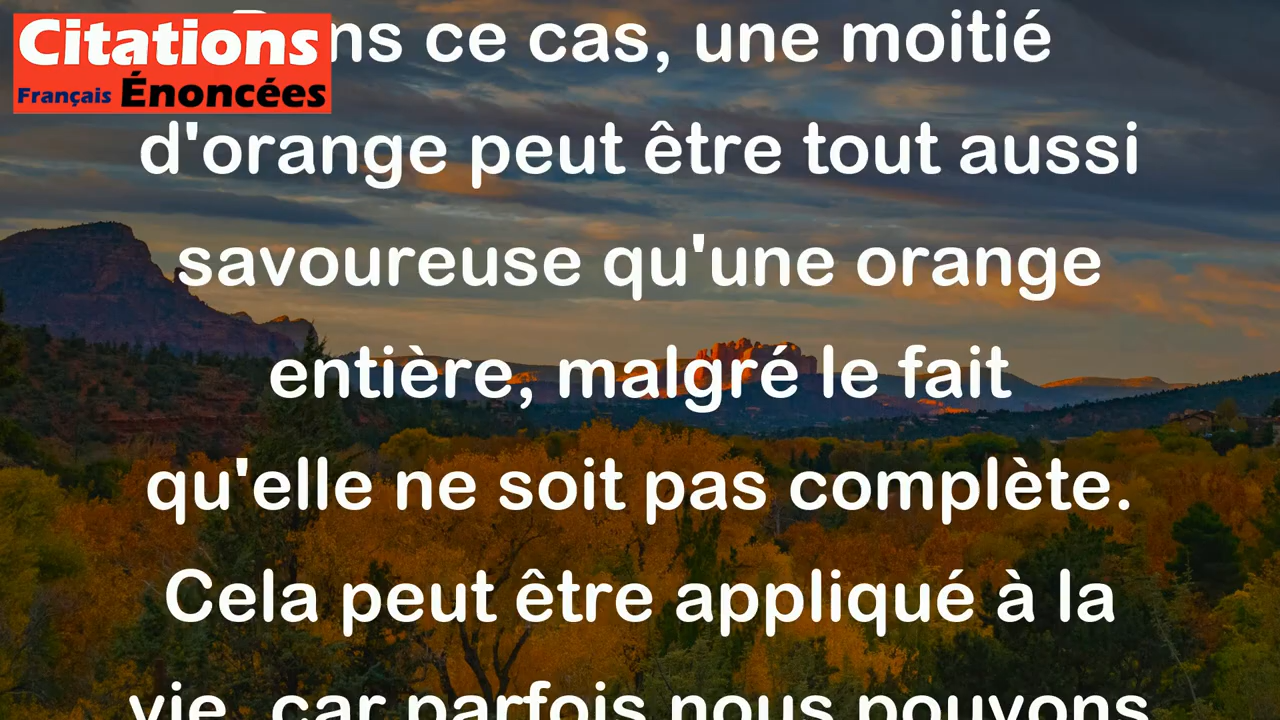 Citations
Français Énoncées
ce cas, une moitié
d'orange peut être tout aussi
savoureuse qu'une orange
entière, malgré le fait
qu'elle ne soit pas complète.
Cela peut être appliqué à la
vie, car parfois nous pouvons